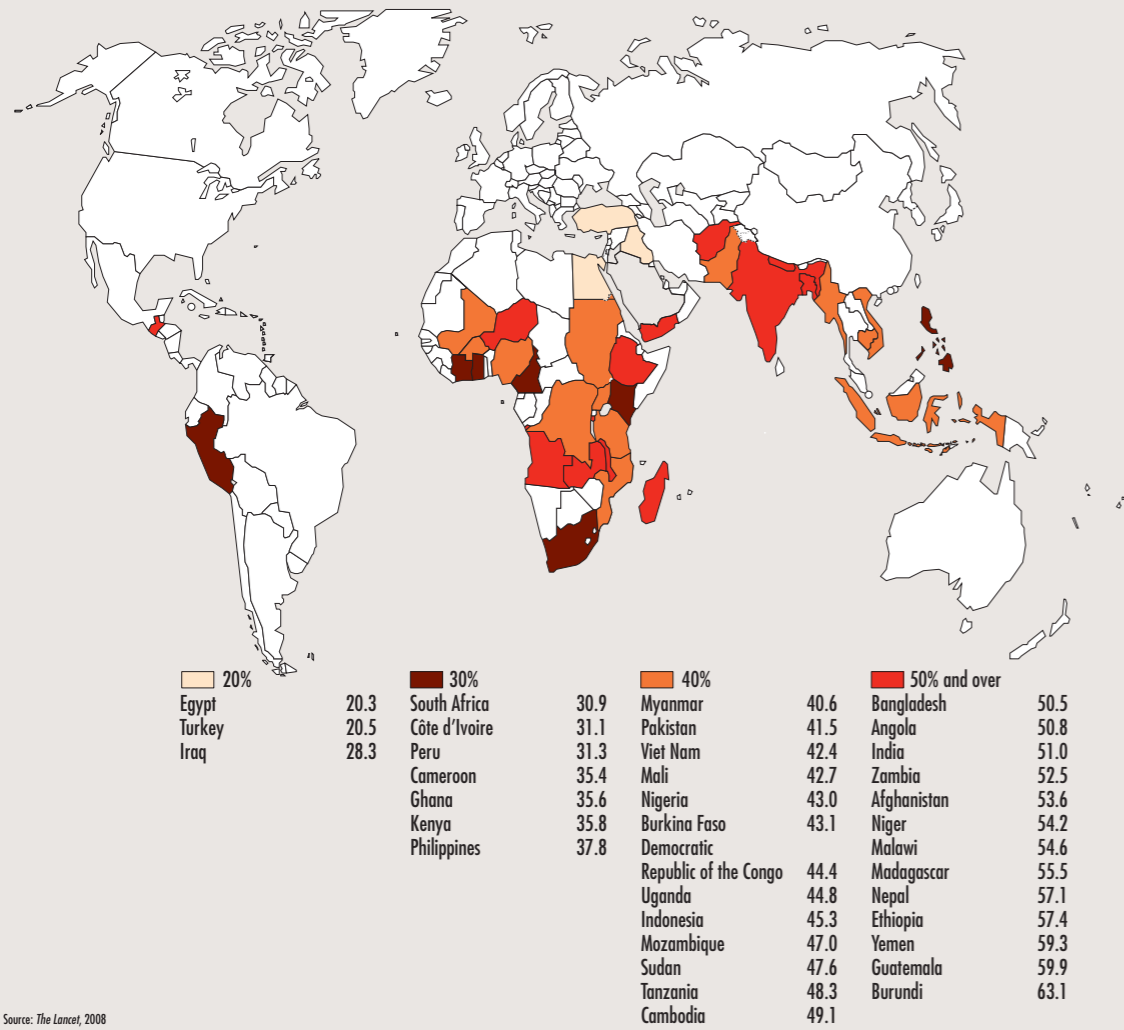 20%
Egypt 20.3
Turkey 20.5
Iraq 28.3
30%
South Africa 30.9
Côte d'Ivoire 31.1
Peru 31.3
Cameroon 35.4
Ghana 35.6
Kenya 35.8
Philippines 37.8
40%
Myanmar 40.6
Pakistan 41.5
Viet Nam 42.4
Mali 42.7
Nigeria 43.0
Burkina Faso 43.1
Democratic
Republic of the Congo 44.4
Uganda 44.8
Indonesia 45.3
Mozambique 47.0
Sudan 47.6
Tanzania 48.3
Cambodia 49.1
50% and over
Bangladesh 50.5
Angola 50.8
India 51.0
Zambia 52.5
Afghanistan 53.6
Niger 54.2
Malawi 54.6
Madagascar 55.5
Nepal 57.1
Ethiopia 57.4
Yemen 59.3
Guatemala 59.9
Burundi 63.1
Source: The Lancet, 2008